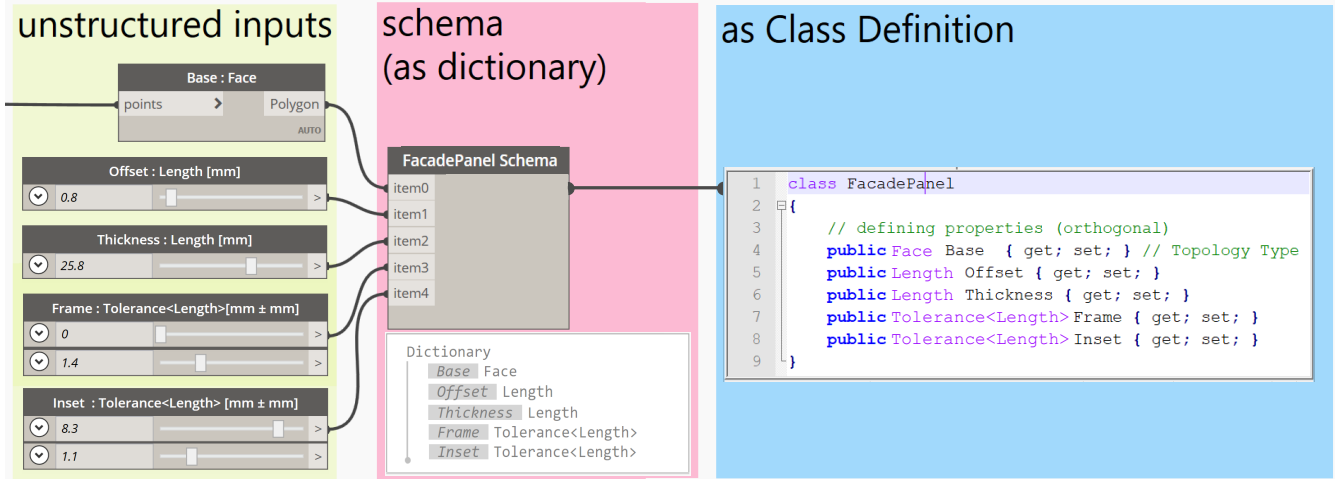 unstructured inputs
Base : Face
points > Polygon
AUTO
Offset : Length [mm]
0.8 >
Thickness : Length [mm]
25.8 >
Frame : Tolerance<Length>[mm ± mm]
0 >
1.4 >
Inset : Tolerance<Length> [mm ± mm]
8.3 >
1.1 >
schema
(as dictionary)
FacadePanel Schema
item0
item1
item2
item3
item4
Dictionary
Base Face
Offset Length
Thickness Length
Frame Tolerance<Length>
Inset Tolerance<Length>
as Class Definition
1 class FacadePanel
2 {
3 // defining properties (orthogonal)
4 public Face Base { get; set; } // Topology Type
5 public Length Offset { get; set; }
6 public Length Thickness { get; set; }
7 public Tolerance<Length> Frame { get; set; }
8 public Tolerance<Length> Inset { get; set; }
9 }